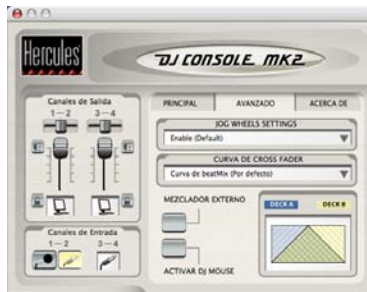 Hercules
DJ CONSOLE MK2
Canales de Salida
1-2 3-4
Canales de Entrada
1-2 3-4
PRINCIPAL AVANZADO ACERCA DE
JOG WHEELS SETTINGS
Enable (Default)
CURVA DE CROSS FADER
Curva de beatMix (Por defecto)
MEZCLADOR EXTERNO
ACTIVAR DJ MOUSE
DECK A DECK B